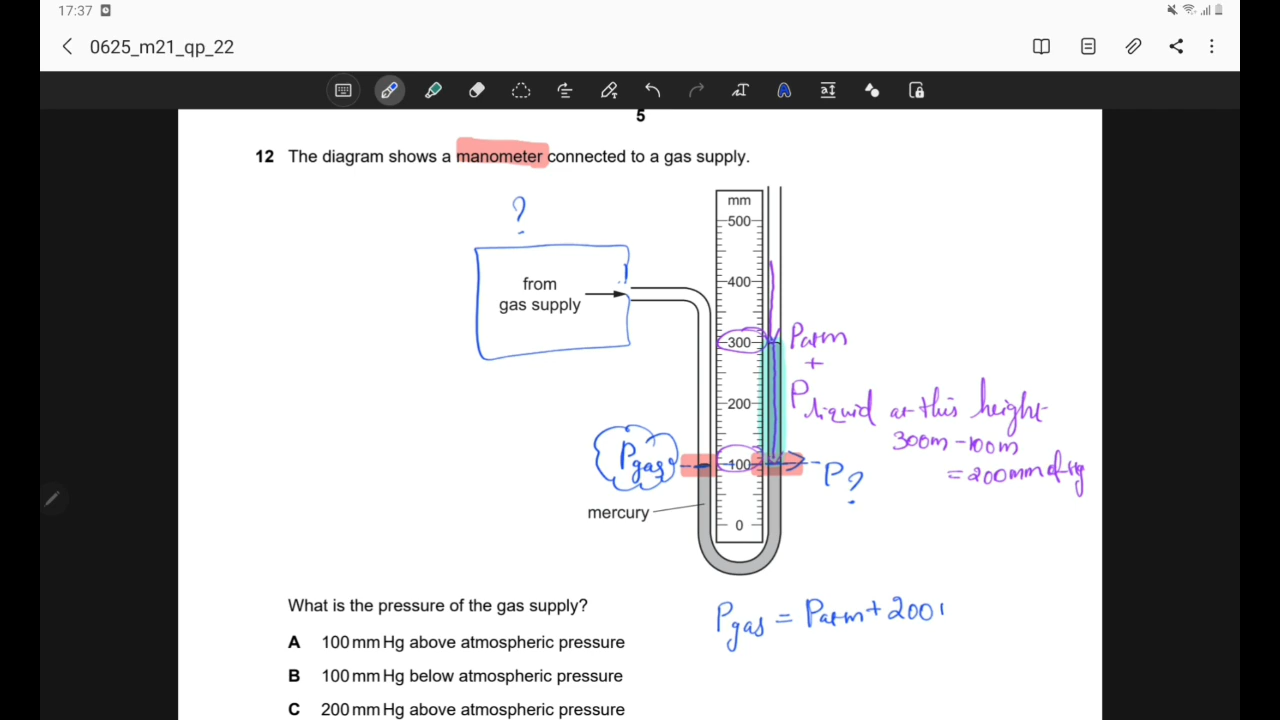 17:37
0625_m21_qp_22
5
12 The diagram shows a manometer connected to a gas supply.
?
mm
500
400
300
200
100
0
from
gas supply
Patm
+
Pliquid at this height
300m - 100m
= 200mm of Hg
Pgas
P?
mercury
What is the pressure of the gas supply?
Pgas = Patm + 200
A 100 mm Hg above atmospheric pressure
B 100 mm Hg below atmospheric pressure
C 200 mm Hg above atmospheric pressure